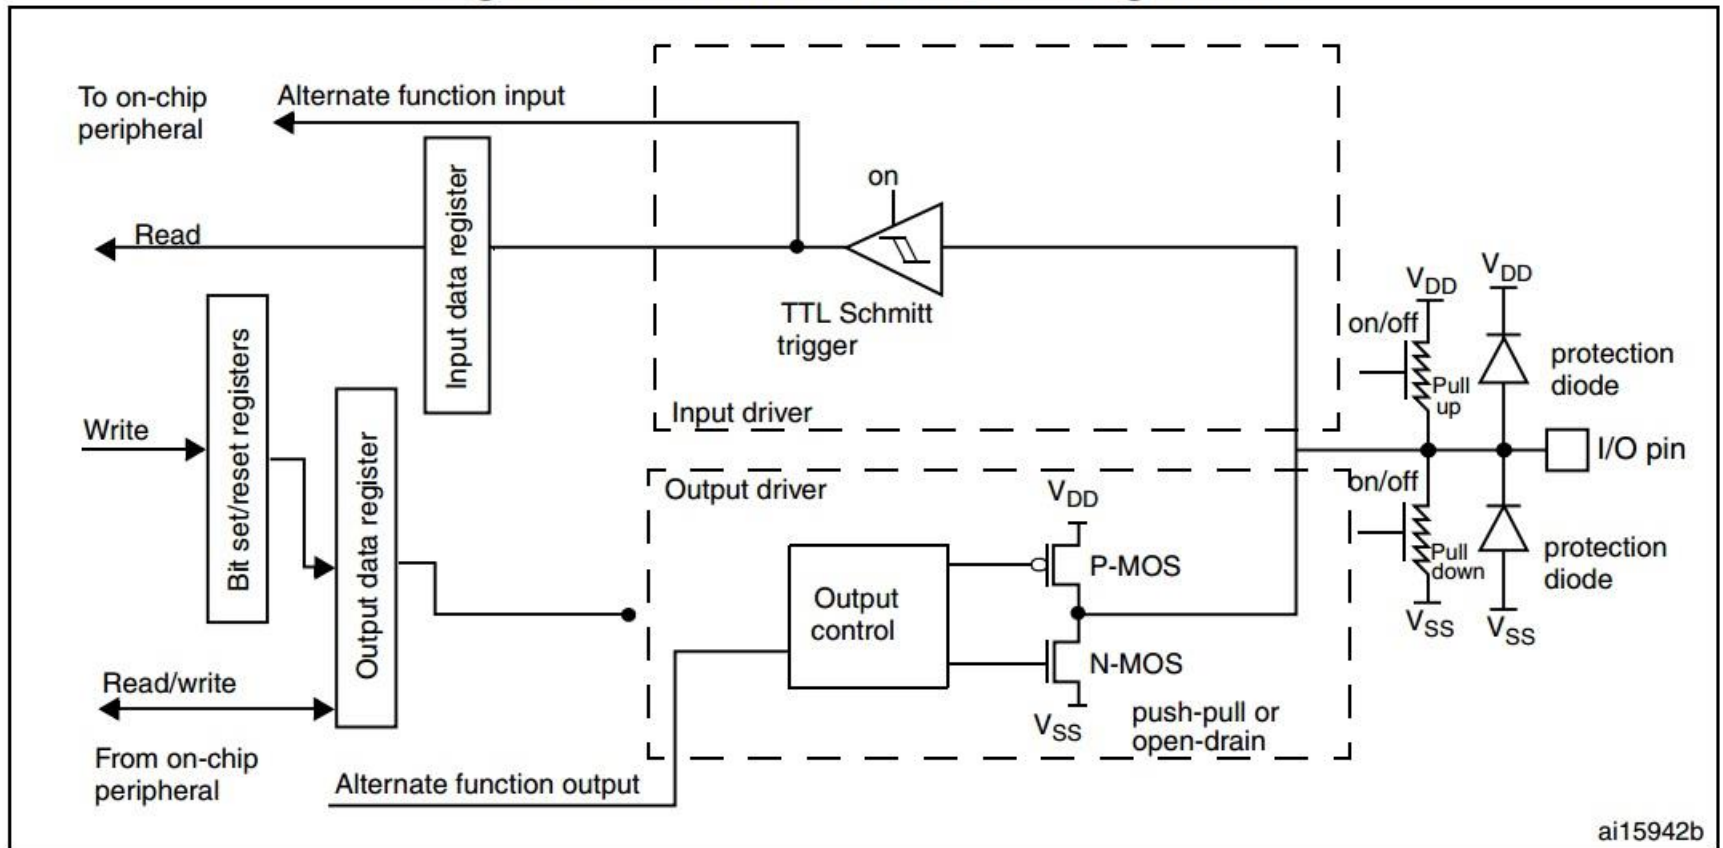 To on-chip
peripheral
Alternate function input
on
Read
Input data register
TTL Schmitt
trigger
Input driver
Write
Bit set/reset registers
Output data register
Read/write
From on-chip
peripheral
Alternate function output
Output driver
Output
control
VDD
P-MOS
N-MOS
VSS
push-pull or
open-drain
VDD
VDD
on/off
Pull
up
protection
diode
I/O pin
on/off
Pull
down
protection
diode
VSS
VSS
ai15942b